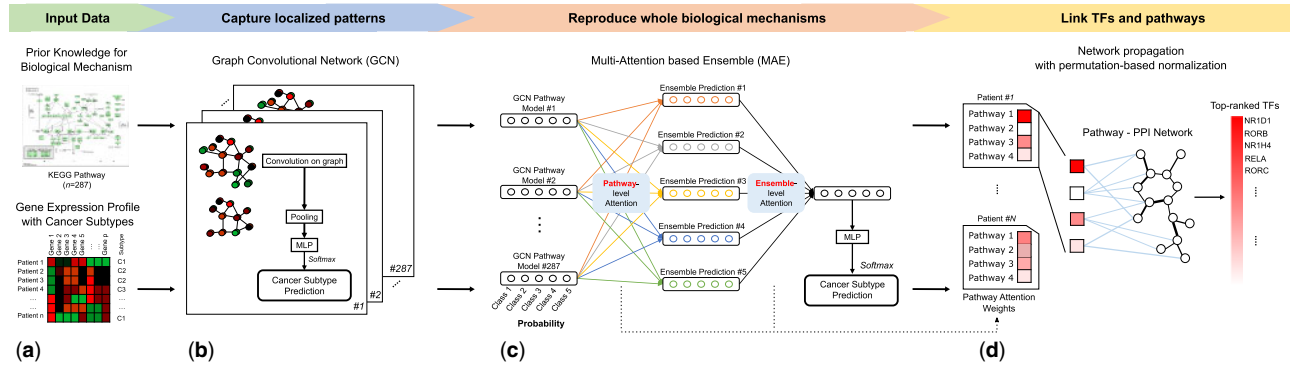 Input Data
Capture localized patterns
Reproduce whole biological mechanisms
Link TFs and pathways
Prior Knowledge for
Biological Mechanism
KEGG Pathway
(n=287)
Gene Expression Profile
with Cancer Subtypes
Gene 1
Gene 2
Gene 3
Gene 4
Gene 5
...
...
Gene p
Subtype
Patient 1
C1
Patient 2
C2
Patient 3
C2
Patient 4
C3
...
...
...
...
Patient n
C1
(a)
Graph Convolutional Network (GCN)
...
Convolution on graph
Pooling
MLP
Softmax
Cancer Subtype
Prediction
#1
#2
#287
...
(b)
Multi-Attention based Ensemble (MAE)
GCN Pathway
Model #1
GCN Pathway
Model #2
...
GCN Pathway
Model #287
Class 1
Class 2
Class 3
Class 4
Class 5
Probability
Pathway-
level
Attention
Ensemble Prediction #1
Ensemble Prediction #2
Ensemble Prediction #3
Ensemble Prediction #4
Ensemble Prediction #5
Ensemble-
level
Attention
MLP
Softmax
Cancer Subtype
Prediction
(c)
Network propagation
with permutation-based normalization
Patient #1
Pathway 1
Pathway 2
Pathway 3
Pathway 4
...
Patient #N
Pathway 1
Pathway 2
Pathway 3
Pathway 4
Pathway Attention
Weights
Pathway - PPI Network
Top-ranked TFs
NR1D1
RORB
NR1H4
RELA
RORC
...
...
(d)